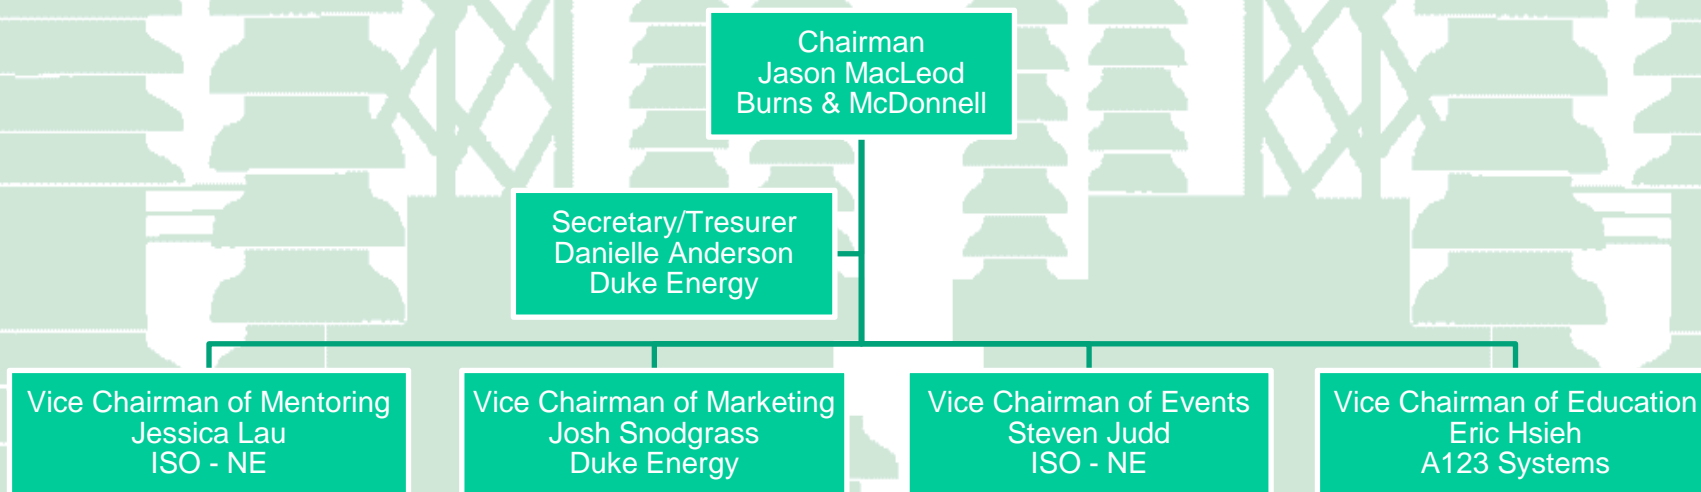 Chairman
Jason MacLeod
Burns & McDonnell
Secretary/Tresurer
Danielle Anderson
Duke Energy
Vice Chairman of Mentoring
Jessica Lau
ISO - NE
Vice Chairman of Marketing
Josh Snodgrass
Duke Energy
Vice Chairman of Events
Steven Judd
ISO - NE
Vice Chairman of Education
Eric Hsieh
A123 Systems